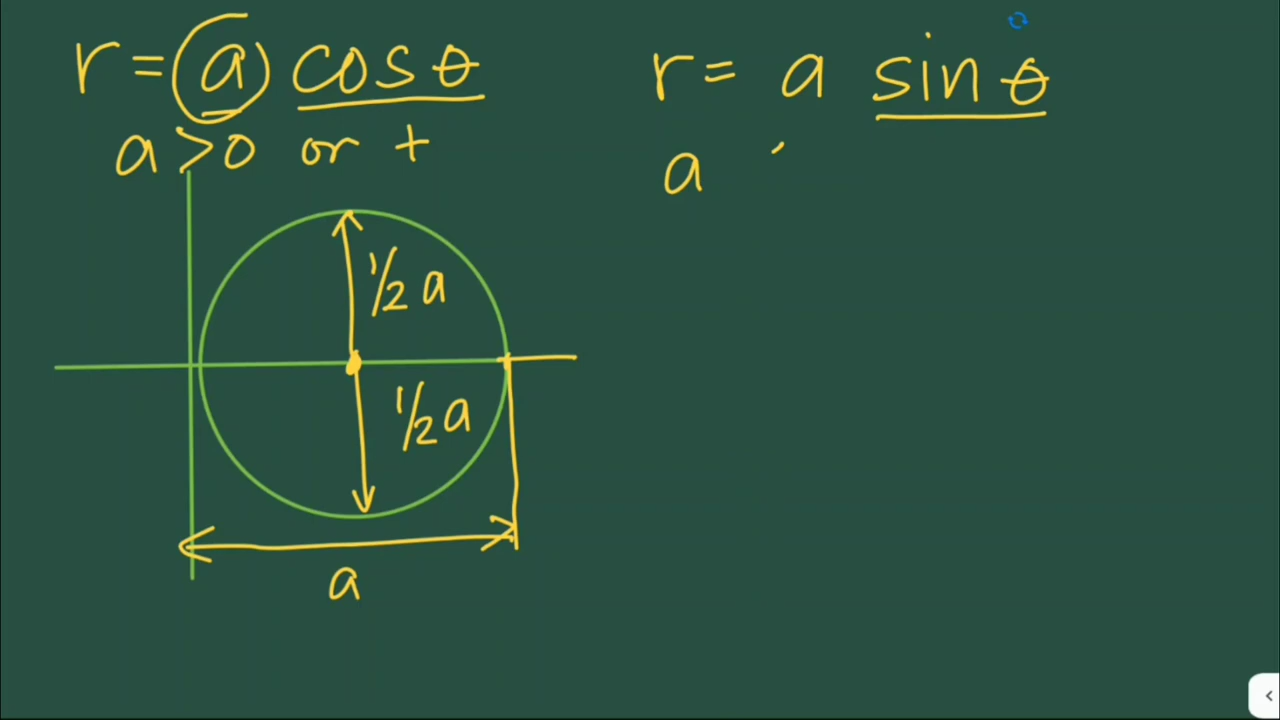 r = a cos θ
a > 0 or +
1/2 a
1/2 a
a
r = a sin θ
a